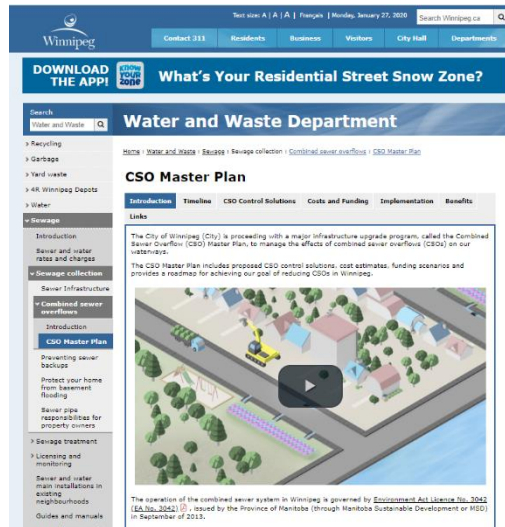 Text size: A | A | A | Français | Monday, January 27, 2020
Search Winnipeg.ca
Winnipeg
Contact 311 Residents Business Visitors City Hall Departments
DOWNLOAD THE APP!
KNOW YOUR ZONE
What's Your Residential Street Snow Zone?
Search
Water and Waste
> Recycling
> Garbage
> Yard waste
> 4R Winnipeg Depots
> Water
Sewage
Introduction
Sewer and water
rates and charges
Sewage collection
Sewer Infrastructure
Combined sewer
overflows
Introduction
CSO Master Plan
Preventing sewer
backups
Protect your home
from basement
flooding
Sewer pipe
responsibilities for
property owners
> Sewage treatment
> Licensing and
monitoring
Sewer and water
main installations in
existing
neighbourhoods
Guides and manuals
Water and Waste Department
Home > Water and Waste > Sewage > Sewage collection > Combined sewer overflows > CSO Master Plan
CSO Master Plan
Introduction Timeline CSO Control Solutions Costs and Funding Implementation Benefits
Links
The City of Winnipeg (City) is proceeding with a major infrastructure upgrade program, called the Combined
Sewer Overflow (CSO) Master Plan, to manage the effects of combined sewer overflows (CSOs) on our
waterways.
The CSO Master Plan includes proposed CSO control solutions, cost estimates, funding scenarios and
provides a roadmap for achieving our goal of reducing CSOs in Winnipeg.
The operation of the combined sewer system in Winnipeg is governed by Environment Act Licence No. 3042
(EA No. 3042), issued by the Province of Manitoba (through Manitoba Sustainable Development or MSD)
in September of 2013.